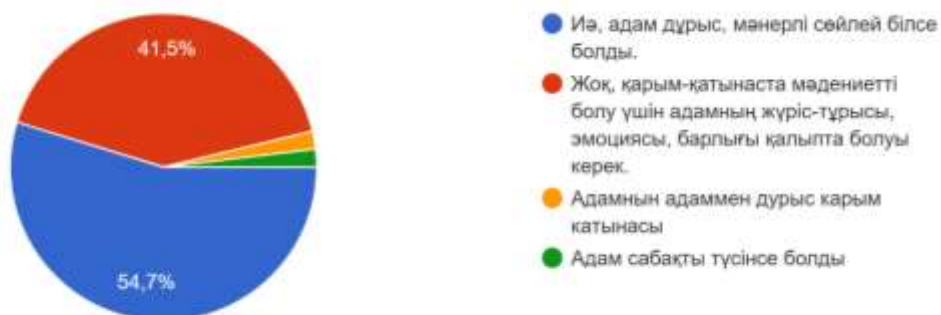 41,5%
54,7%
Иә, адам дұрыс, мәнерлі сөйлей білсе
болды.
Жоқ, қарым-қатынаста мәдениетті
болу үшін адамның жүріс-тұрысы,
эмоциясы, барлығы қалыпта болуы
керек.
Адамнын адаммен дурыс карым
катынасы
Адам сабақты түсінсе болды